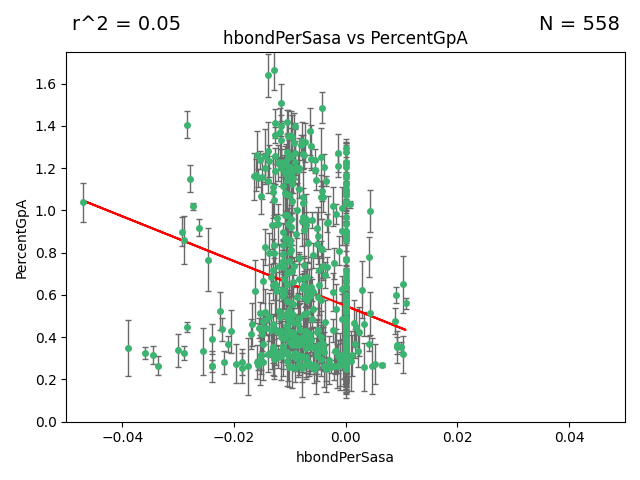 r^2 = 0.05
N = 558
hbondPerSasa vs PercentGpA
PercentGpA
1.6
1.4
1.2
1.0
0.8
0.6
0.4
0.2
0.0
−0.04 −0.02 0.00 0.02 0.04
hbondPerSasa